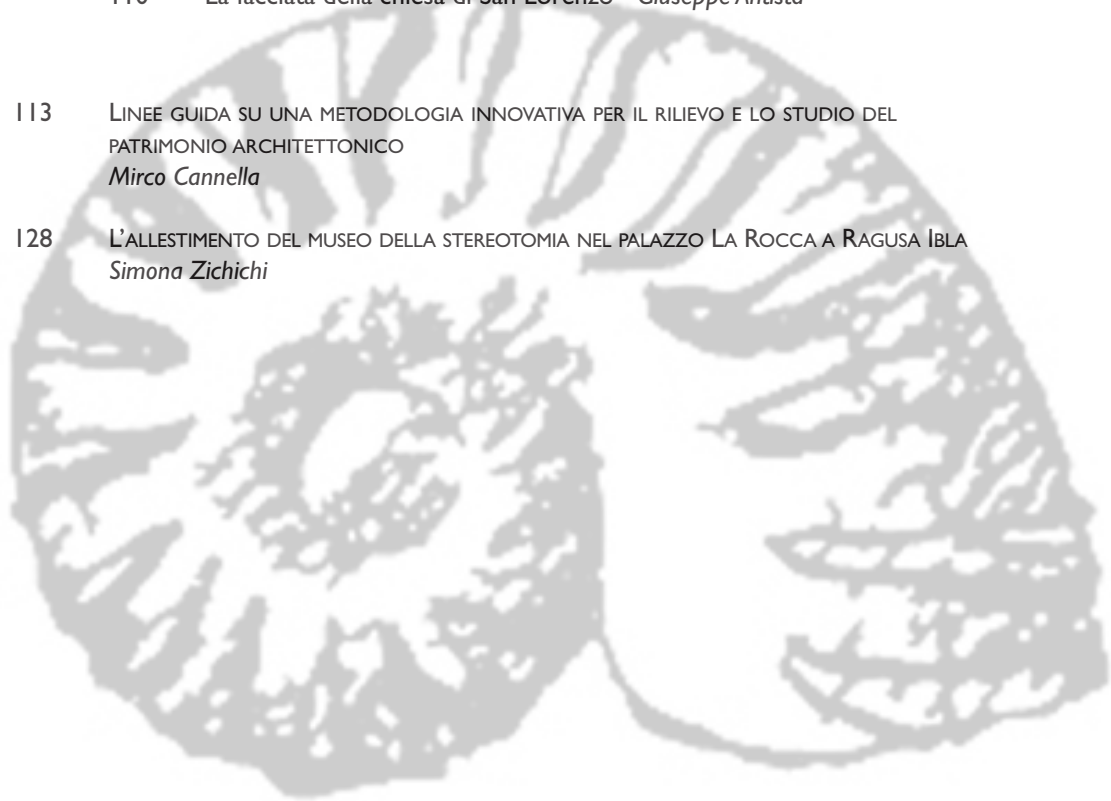 110 La facciata della chiesa di San Lorenzo - Giuseppe Antista
113 LINEE GUIDA SU UNA METODOLOGIA INNOVATIVA PER IL RILIEVO E LO STUDIO DEL
PATRIMONIO ARCHITETTONICO
Mirco Cannella
128 L'ALLESTIMENTO DEL MUSEO DELLA STEREOTOMIA NEL PALAZZO LA ROCCA A RAGUSA IBLA
Simona Zichichi